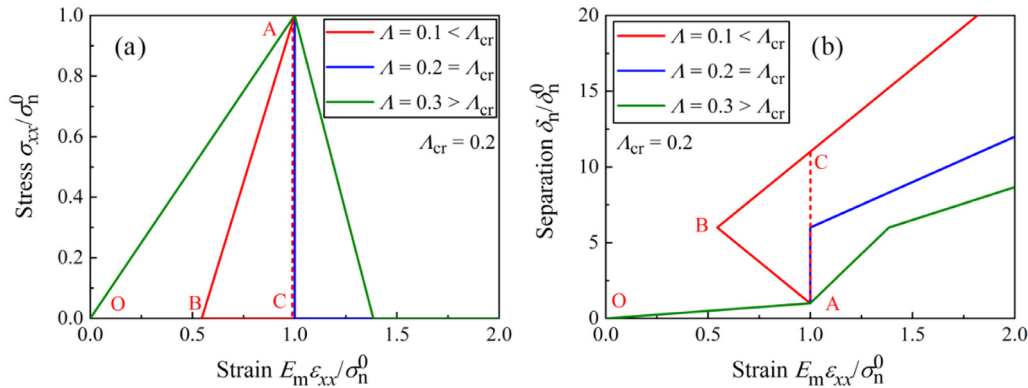 (a)
A
Λ = 0.1 < Λcr
Λ = 0.2 = Λcr
Λ = 0.3 > Λcr
Λcr = 0.2
O
B
C
1.0
0.8
0.6
0.4
0.2
0.0
0.0 0.5 1.0 1.5 2.0
Stress σxx/σn0
Strain Emεxx/σn0
Λ = 0.1 < Λcr
Λ = 0.2 = Λcr
Λ = 0.3 > Λcr
(b)
Λcr = 0.2
C
B
O
A
20
15
10
5
0
0.0 0.5 1.0 1.5 2.0
Separation δn/δn0
Strain Emεxx/σn0